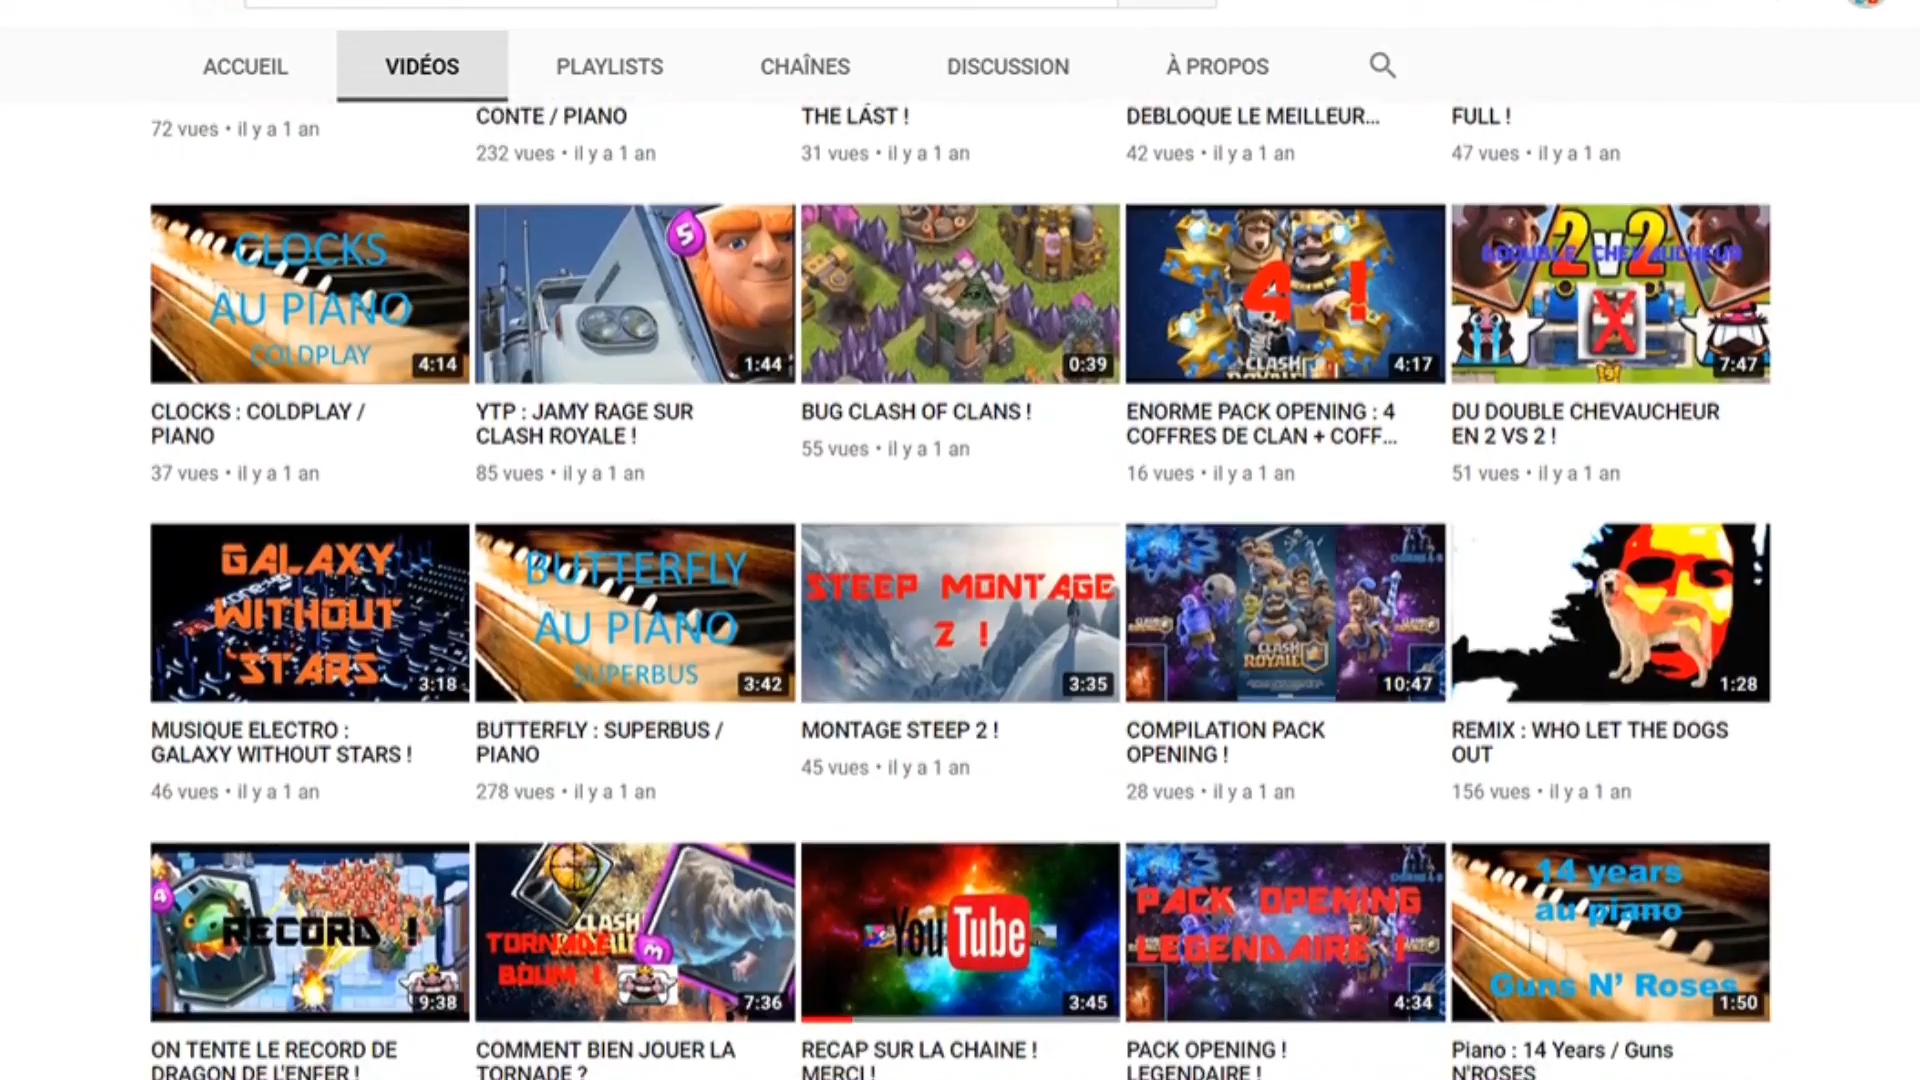 ACCUEIL
VIDÉOS
PLAYLISTS
CHAÎNES
DISCUSSION
À PROPOS
CONTE / PIANO
THE LAST !
DEBLOQUE LE MEILLEUR...
FULL !
72 vues • il y a 1 an
232 vues • il y a 1 an
31 vues • il y a 1 an
42 vues • il y a 1 an
47 vues • il y a 1 an
CLOCKS
AU PIANO
COLDPLAY
4:14
5
1:44
0:39
4 !
CLASH
ROYALE
4:17
2v2
DOUBLE CHEVAUCHEUR
7:47
CLOCKS : COLDPLAY /
PIANO
37 vues • il y a 1 an
YTP : JAMY RAGE SUR
CLASH ROYALE !
85 vues • il y a 1 an
BUG CLASH OF CLANS !
55 vues • il y a 1 an
ENORME PACK OPENING : 4
COFFRES DE CLAN + COFF...
16 vues • il y a 1 an
DU DOUBLE CHEVAUCHEUR
EN 2 VS 2 !
51 vues • il y a 1 an
GALAXY
WITHOUT
STARS
3:18
BUTTERFLY
AU PIANO
SUPERBUS
3:42
STEEP MONTAGE
2 !
3:35
CLASH
ROYALE
10:47
1:28
MUSIQUE ELECTRO :
GALAXY WITHOUT STARS !
46 vues • il y a 1 an
BUTTERFLY : SUPERBUS /
PIANO
278 vues • il y a 1 an
MONTAGE STEEP 2 !
45 vues • il y a 1 an
COMPILATION PACK
OPENING !
28 vues • il y a 1 an
REMIX : WHO LET THE DOGS
OUT
156 vues • il y a 1 an
4
RECORD !
9:38
CLASH
TORNADE
BOUM !
3
7:36
YouTube
3:45
PACK OPENING
LEGENDAIRE !
4:34
14 years
au piano
Guns N' Roses
1:50
ON TENTE LE RECORD DE
DRAGON DE L'ENFER !
COMMENT BIEN JOUER LA
TORNADE ?
RECAP SUR LA CHAINE !
MERCI !
PACK OPENING !
LEGENDAIRE !
Piano : 14 Years / Guns
N'ROSES